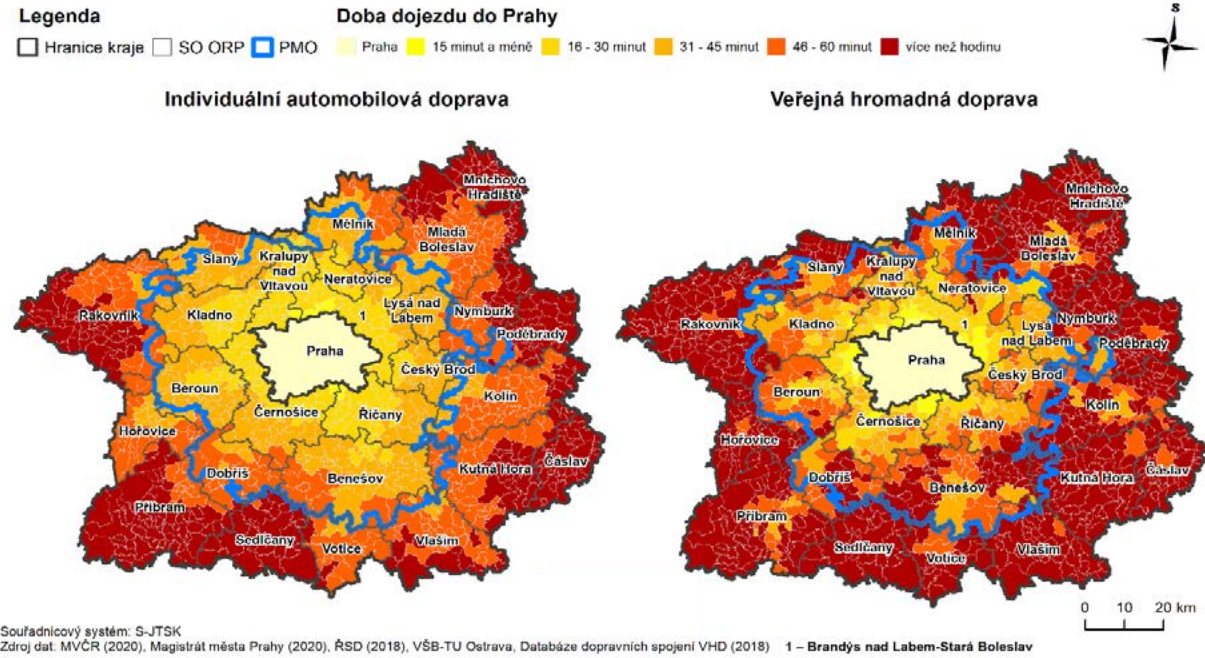 Legenda
Doba dojezdu do Prahy
Hranice kraje SO ORP PMO Praha 15 minut a méně 16 - 30 minut 31 - 45 minut 46 - 60 minut více než hodinu
S
Individuální automobilová doprava
Mnichovo
Hradiště
Mělník
Mladá
Boleslav
Slaný
Kralupy
nad
Vltavou
Neratovice
Rakovník
Kladno
1
Lysá nad
Labem
Nymburk
Poděbrady
Praha
Český Brod
Beroun
Kolín
Černošice
Říčany
Hořovice
Dobříš
Benešov
Kutná Hora
Čáslav
Příbram
Sedlčany
Votice
Vlašim
Veřejná hromadná doprava
Mnichovo
Hradiště
Mělník
Mladá
Boleslav
Slaný
Kralupy
nad
Vltavou
Neratovice
Rakovník
Kladno
1
Lysá
nad Labem
Nymburk
Poděbrady
Praha
Český Brod
Beroun
Kolín
Černošice
Říčany
Hořovice
Dobříš
Benešov
Kutná Hora
Čáslav
Příbram
Sedlčany
Votice
Vlašim
0 10 20 km
Souřadnicový systém: S-JTSK
Zdroj dat: MVČR (2020), Magistrát města Prahy (2020), ŘSD (2018), VŠB-TU Ostrava, Databáze dopravních spojení VHD (2018) 1 – Brandýs nad Labem-Stará Boleslav